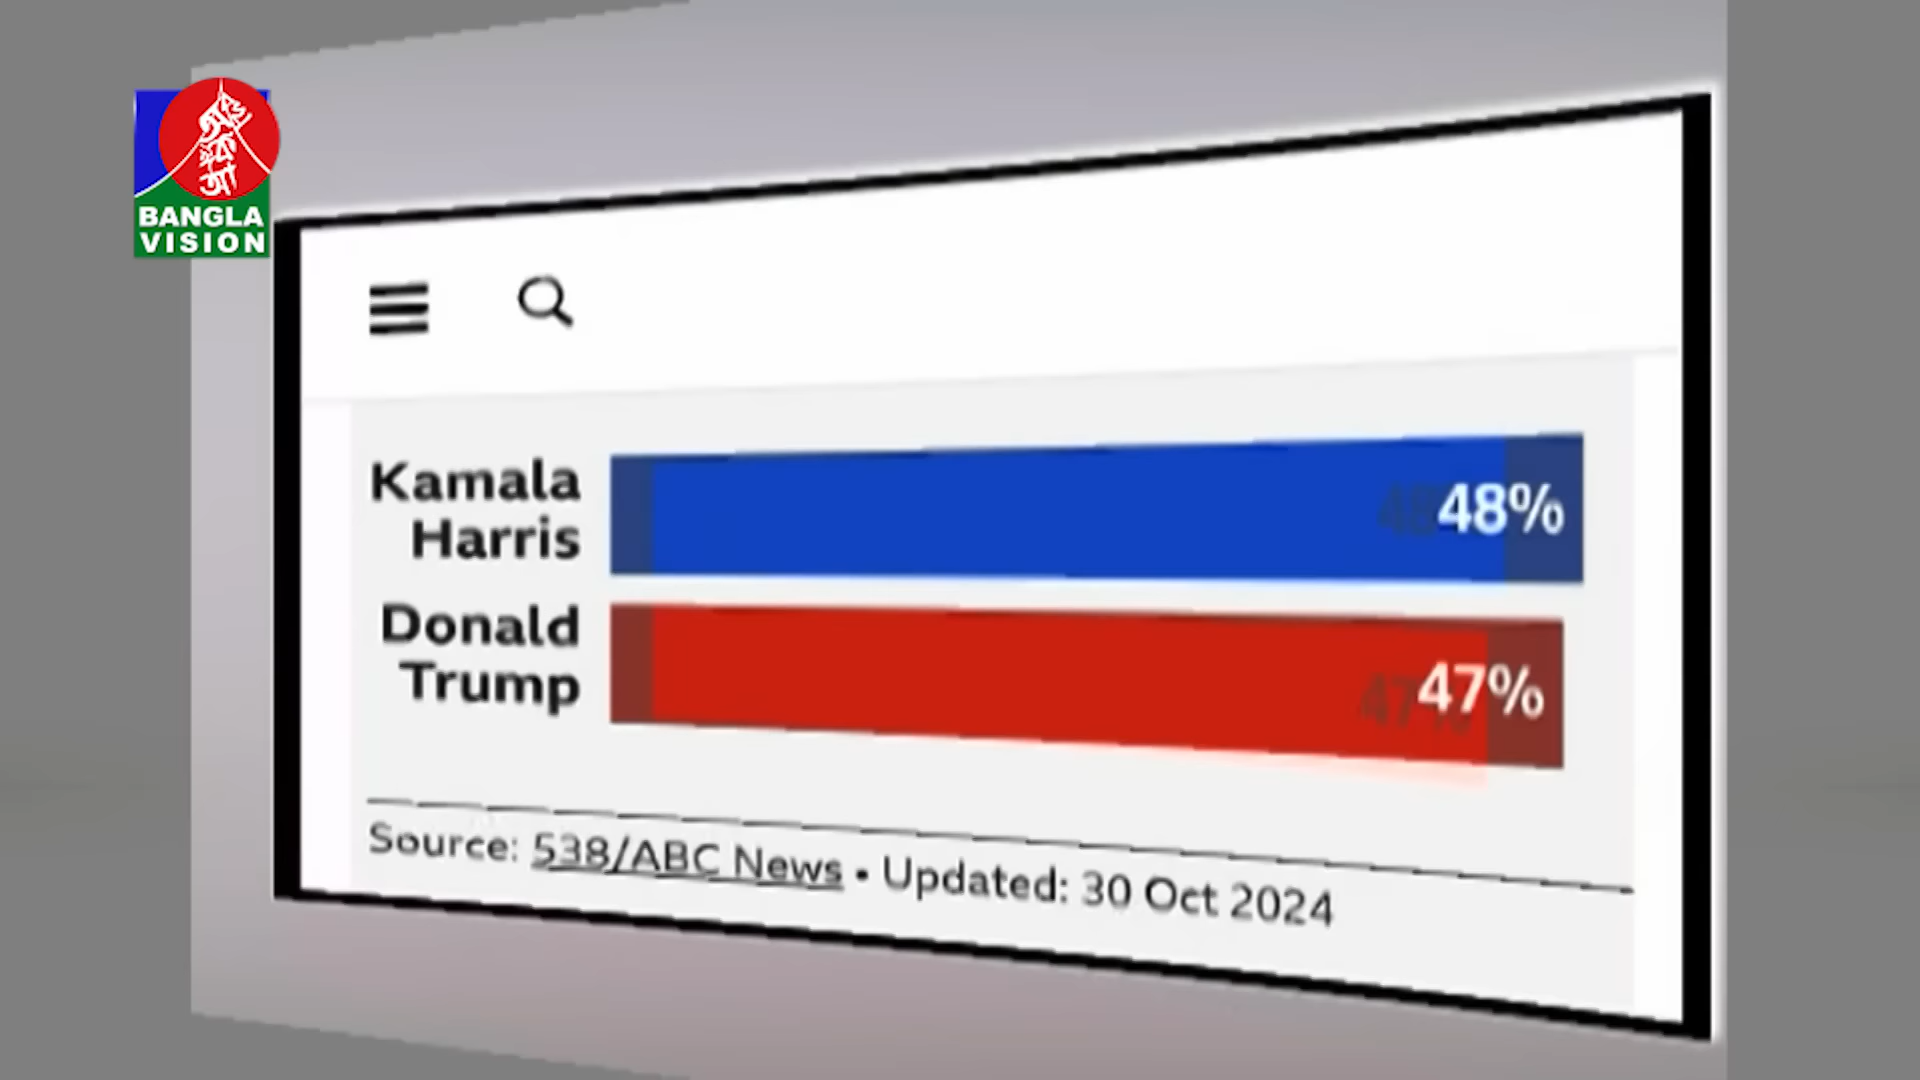 BANGLA
VISION
Kamala
Harris
48%
Donald
Trump
47%
Source: 538/ABC News • Updated: 30 Oct 2024